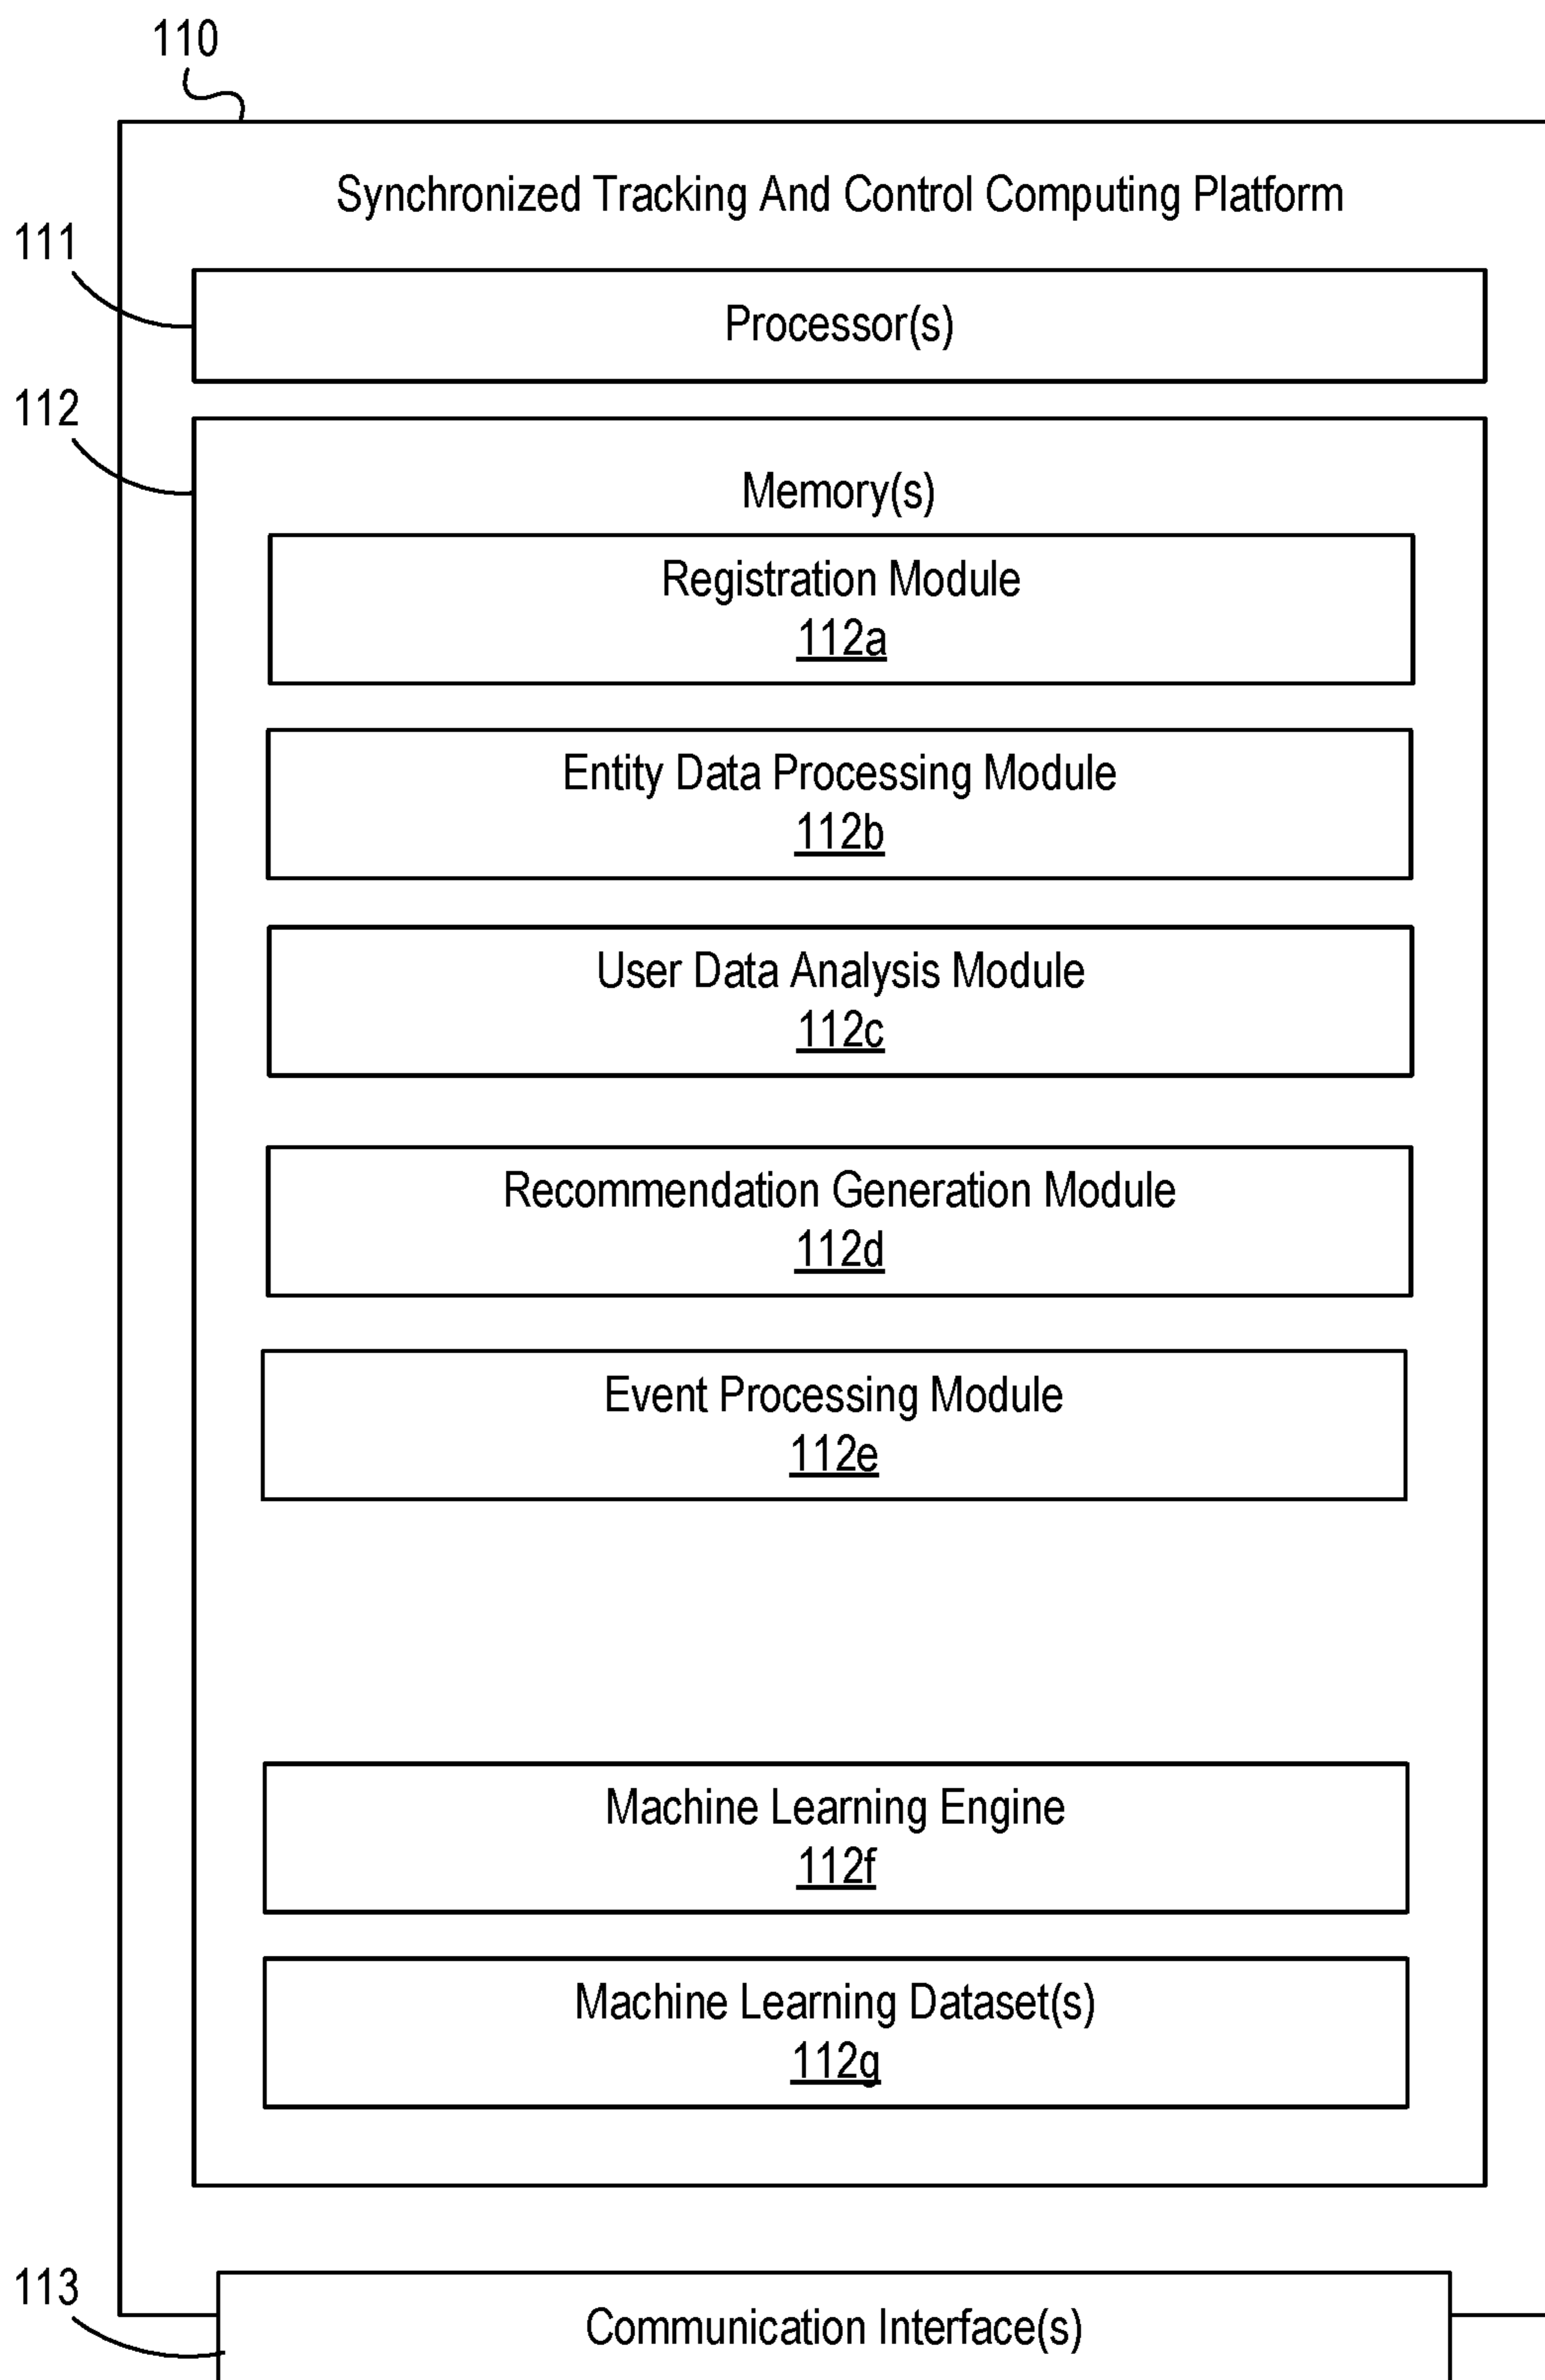 110
Synchronized Tracking And Control Computing Platform
111
Processor(s)
112
Memory(s)
Registration Module
112a
Entity Data Processing Module
112b
User Data Analysis Module
112c
Recommendation Generation Module
112d
Event Processing Module
112e
Machine Learning Engine
112f
Machine Learning Dataset(s)
112g
113
Communication Interface(s)